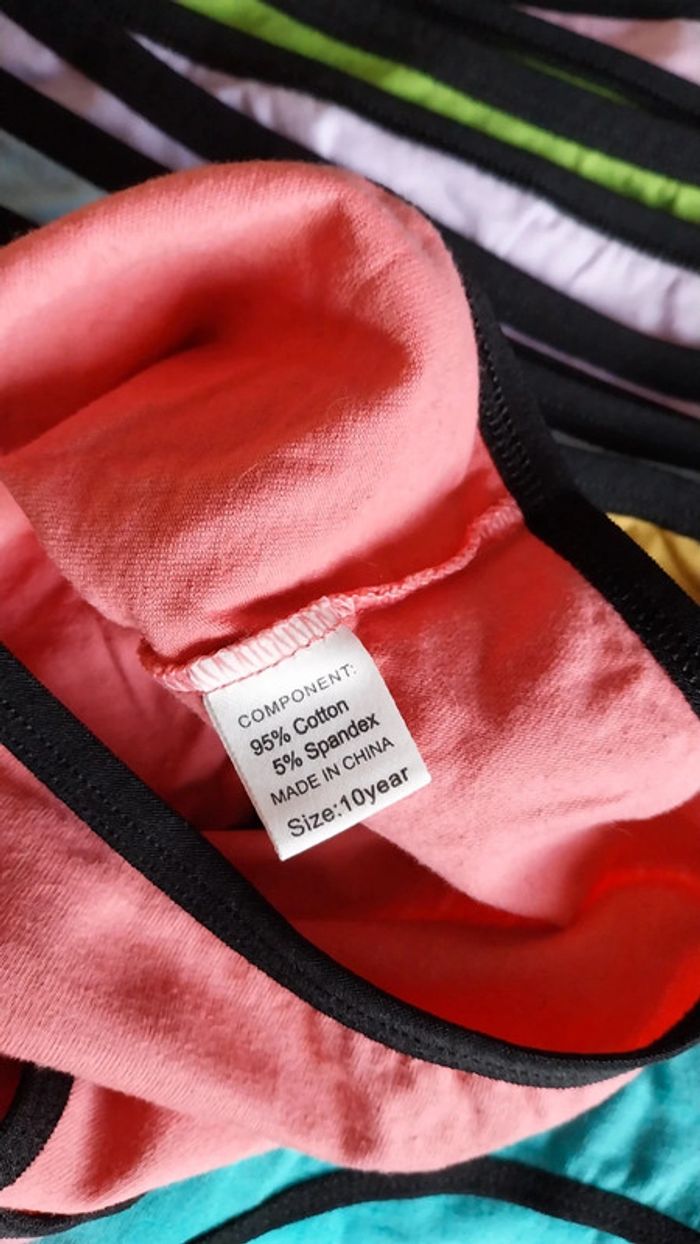 COMPONENT:
95% Cotton
5% Spandex
MADE IN CHINA
Size:10year